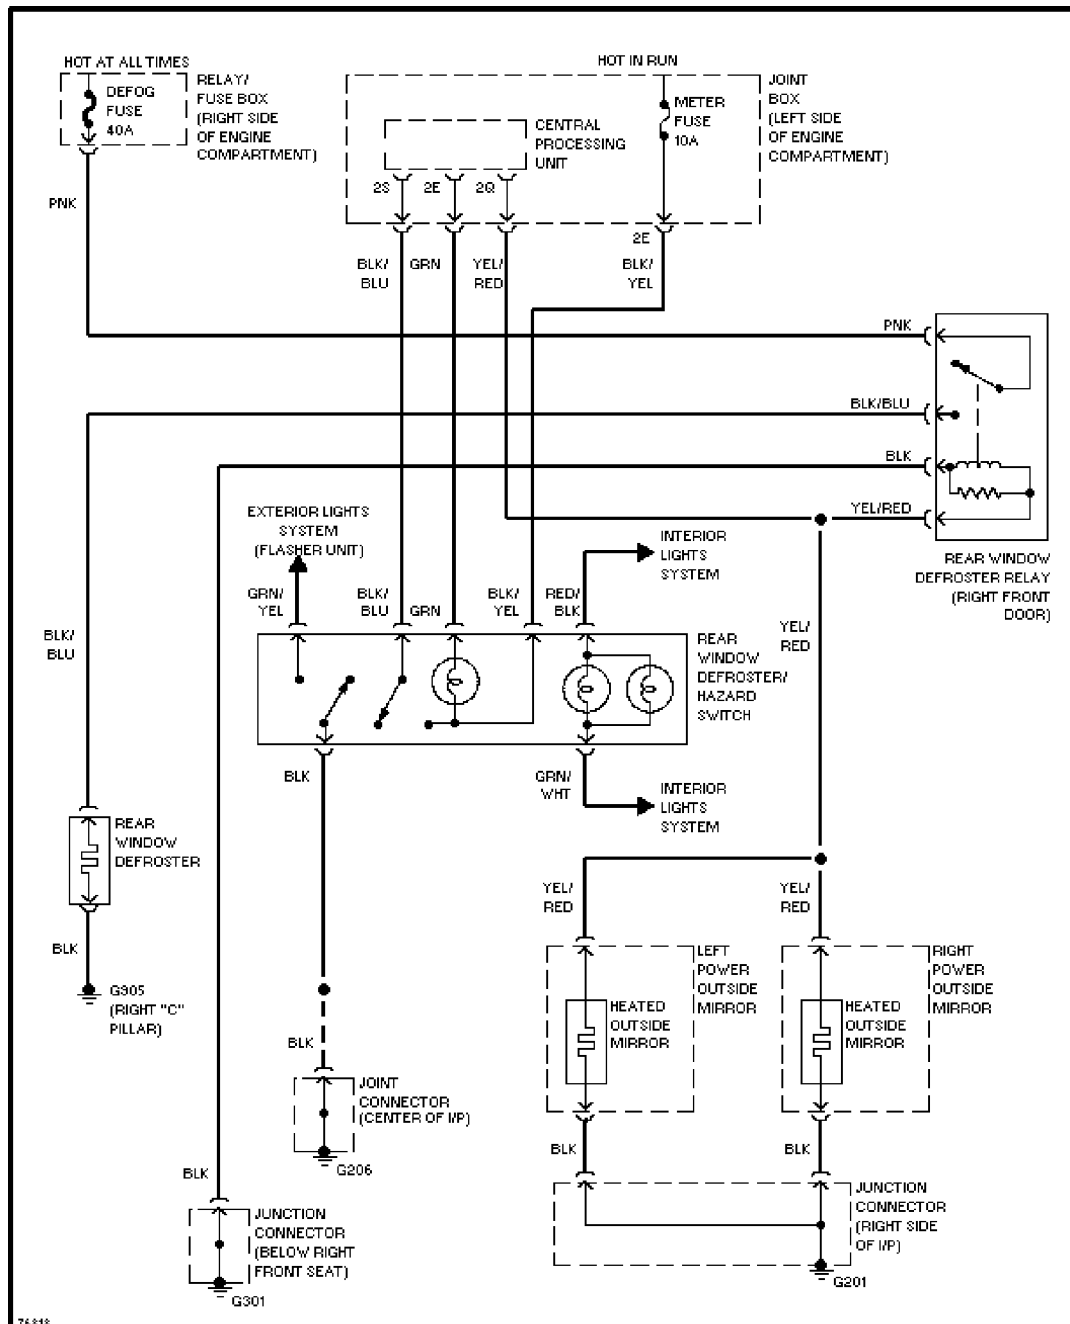 HOT AT ALL TIMES
DEFOG
FUSE
40A
RELAY/
FUSE BOX
(RIGHT SIDE
OF ENGINE
COMPARTMENT)
HOT IN RUN
CENTRAL
PROCESSING
UNIT
METER
FUSE
10A
JOINT
BOX
(LEFT SIDE
OF ENGINE
COMPARTMENT)
2S
2E
2Q
2E
PNK
BLK/
BLU
GRN
YEL/
RED
BLK/
YEL
PNK
BLK/BLU
BLK
YEL/RED
REAR WINDOW
DEFROSTER RELAY
(RIGHT FRONT
DOOR)
EXTERIOR LIGHTS
SYSTEM
(FLASHER UNIT)
INTERIOR
LIGHTS
SYSTEM
GRN/
YEL
BLK/
BLU
GRN
BLK/
YEL
RED/
BLK
BLK/
BLU
YEL/
RED
REAR
WINDOW
DEFROSTER/
HAZARD
SWITCH
BLK
GRN/
WHT
INTERIOR
LIGHTS
SYSTEM
REAR
WINDOW
DEFROSTER
YEL/
RED
YEL/
RED
BLK
G905
(RIGHT "C"
PILLAR)
LEFT
POWER
OUTSIDE
MIRROR
RIGHT
POWER
OUTSIDE
MIRROR
HEATED
OUTSIDE
MIRROR
HEATED
OUTSIDE
MIRROR
BLK
JOINT
CONNECTOR
(CENTER OF I/P)
G206
BLK
BLK
BLK
JUNCTION
CONNECTOR
(BELOW RIGHT
FRONT SEAT)
G301
JUNCTION
CONNECTOR
(RIGHT SIDE
OF I/P)
G201